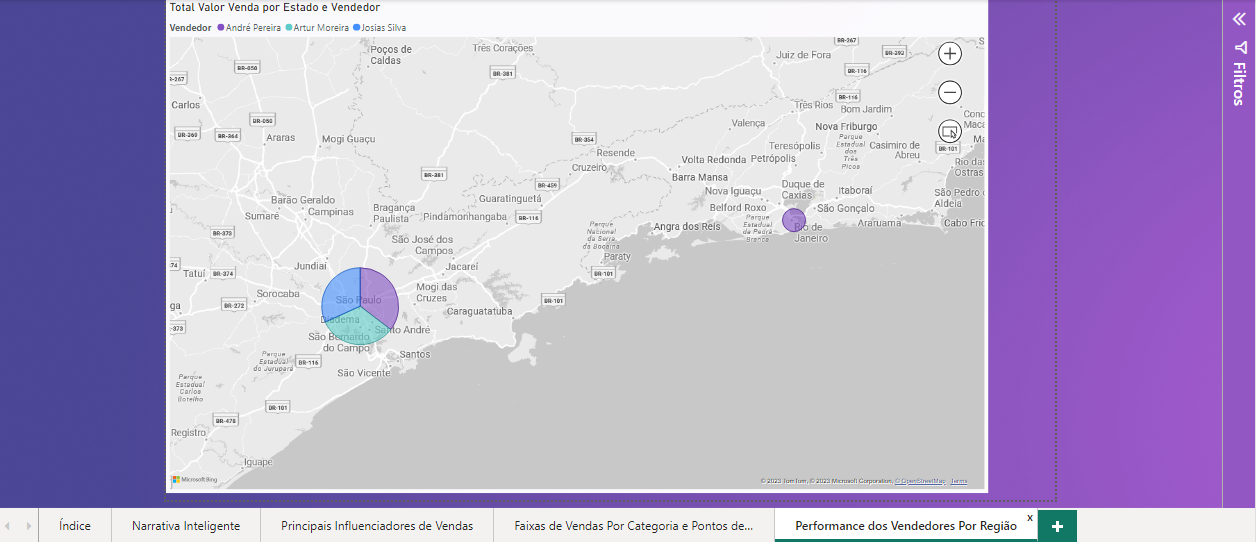 Total Valor Venda por Estado e Vendedor
Vendedor André Pereira Artur Moreira Josias Silva
Filtros
Poços de
Caldas
Três Corações
Juiz de Fora
BR-267
BR-393
BR-116
BR-050
BR-381
BR-267
Carlos
Três Rios
BR-116
Bom Jardim
BR-050
Valença
Nova Friburgo
BR-369
BR-364
Araras
Mogi Guaçu
BR-354
Teresópolis
Parque
Estadual
dos
Três
Picos
Casimiro de
Abreu
BR-101
Resende
Volta Redonda
Petrópolis
Cruzeiro
Barra Mansa
Rio das
Ostras
BR-381
BR-459
Duque de
Caxias
Nova Iguaçu
Itaboraí
São Pedro
Aldeia
Barão Geraldo
Guaratinguetá
Sumaré
Campinas
Bragança
Paulista
Pindamonhangaba
BR-116
Belford Roxo
São Gonçalo
Parque
Estadual
da Pedra
Branca
Araruama
Cabo Frio
Parque
Nacional
da Serra
da Bocaina
Angra dos Reis
Rio de
Janeiro
BR-373
São José dos
Campos
Paraty
Jundiaí
Jacareí
BR-101
Tatuí
BR-374
Sorocaba
Mogi das
Cruzes
BR-101
São Paulo
BR-272
Caraguatatuba
Diadema
Santo André
BR-373
São Bernardo
do Campo
Santos
Parque
Estadual
do Jurupará
BR-116
São Vicente
Parque
Estadual
Carlos
Botelho
BR-101
BR-478
Registro
Iguape
Microsoft Bing
© 2023 TomTom, © 2023 Microsoft Corporation, © OpenStreetMap Terms
Índice
Narrativa Inteligente
Principais Influenciadores de Vendas
Faixas de Vendas Por Categoria e Pontos de...
Performance dos Vendedores Por Região
x
+